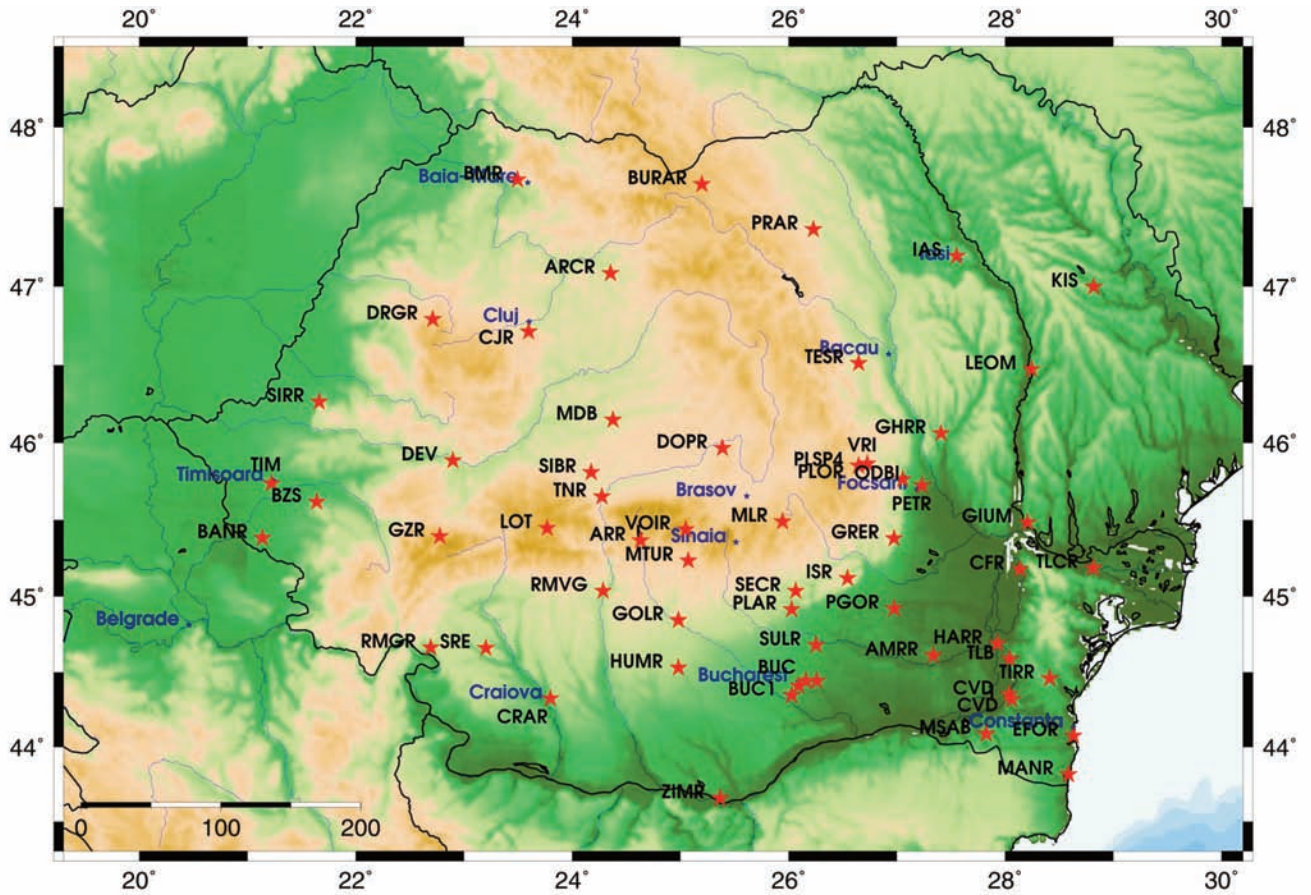 20° 22° 24° 26° 28° 30°
48° 48°
BMR
Baia-Mare
BURAR
PRAR
IAS
Iasi
KIS
ARCR
47° 47°
DRGR
Cluj
CJR
Bacau
TESR
LEOM
SIRR
MDB
GHRR
46° 46°
DOPR
VRI
DEV
SIBR
PLSP4
PLOR
ODBI
TIM
Timisoara
TNR
Brasov
Focsani
PETR
BZS
MLR
GIUM
BANR
GZR
LOT
ARR
VOIR
Sinaia
GRER
MTUR
CFR
TLCR
ISR
RMVG
SECR
45° 45°
PLAR
PGOR
Belgrade
GOLR
RMGR
SRE
SULR
AMRR
HARR
TLB
HUMR
BUC
Bucharest
TIRR
BUC1
CVD
CVD
Craiova
CRAR
Constanta
MSAB
EFOR
44° 44°
MANR
ZIMR
0 100 200
20° 22° 24° 26° 28° 30°